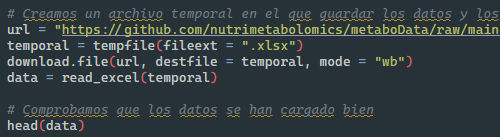 # Creamos un archivo temporal en el que guardar los datos y los
url = "https://github.com/nutrimetabolomics/metaboData/raw/main
temporal = tempfile(fileext = ".xlsx")
download.file(url, destfile = temporal, mode = "wb")
data = read_excel(temporal)
# Comprobamos que los datos se han cargado bien
head(data)